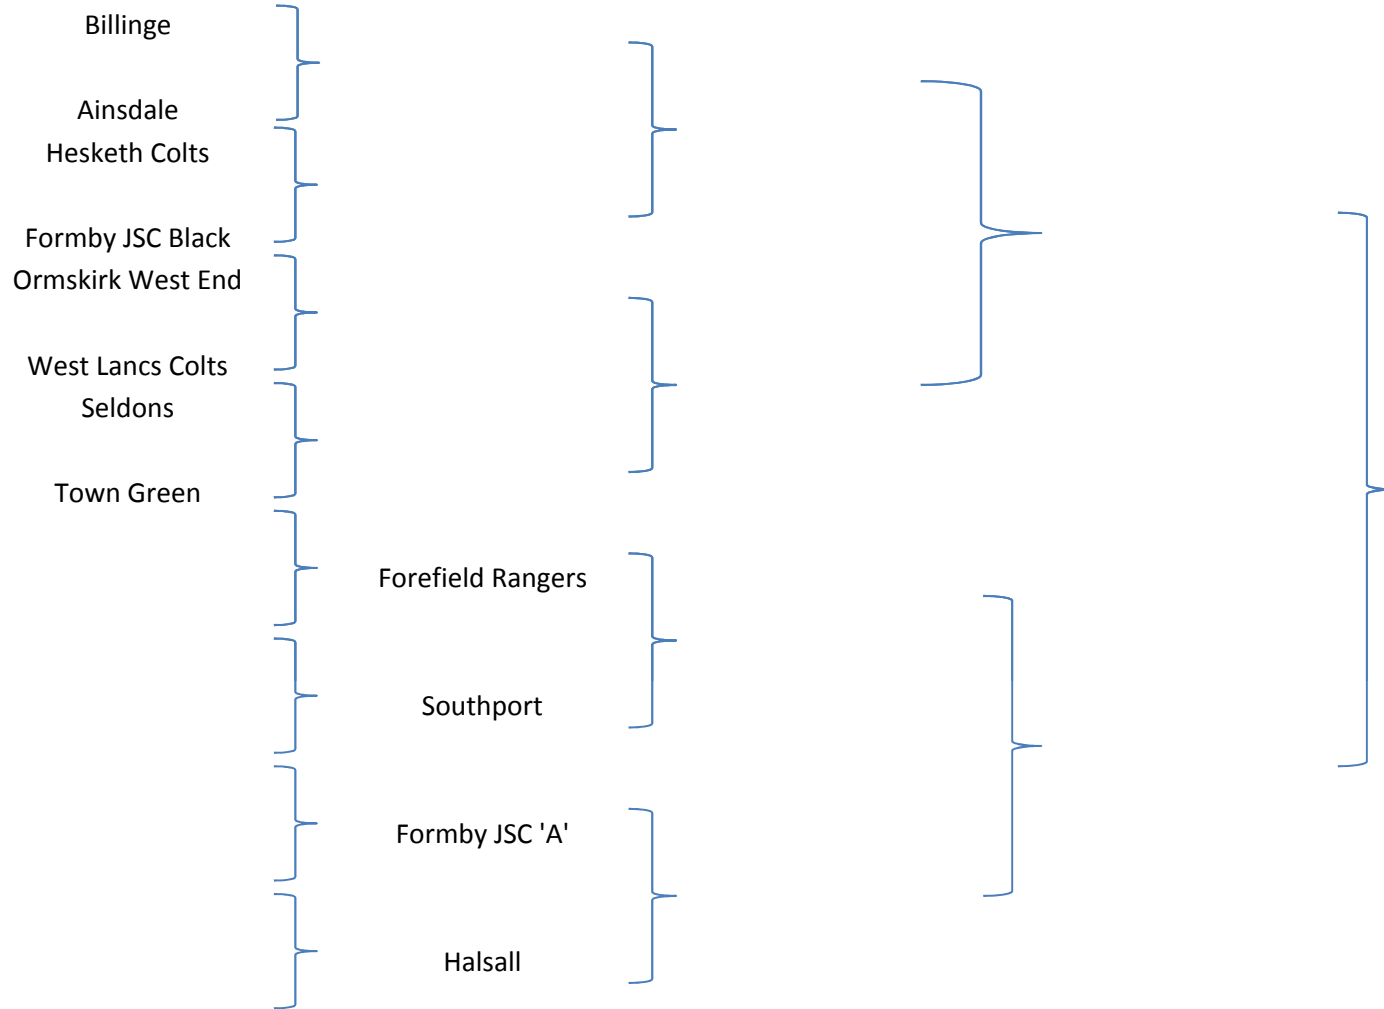 Billinge
Ainsdale
Hesketh Colts
Formby JSC Black
Ormskirk West End
West Lancs Colts
Seldons
Town Green
Forefield Rangers
Southport
Formby JSC 'A'
Halsall